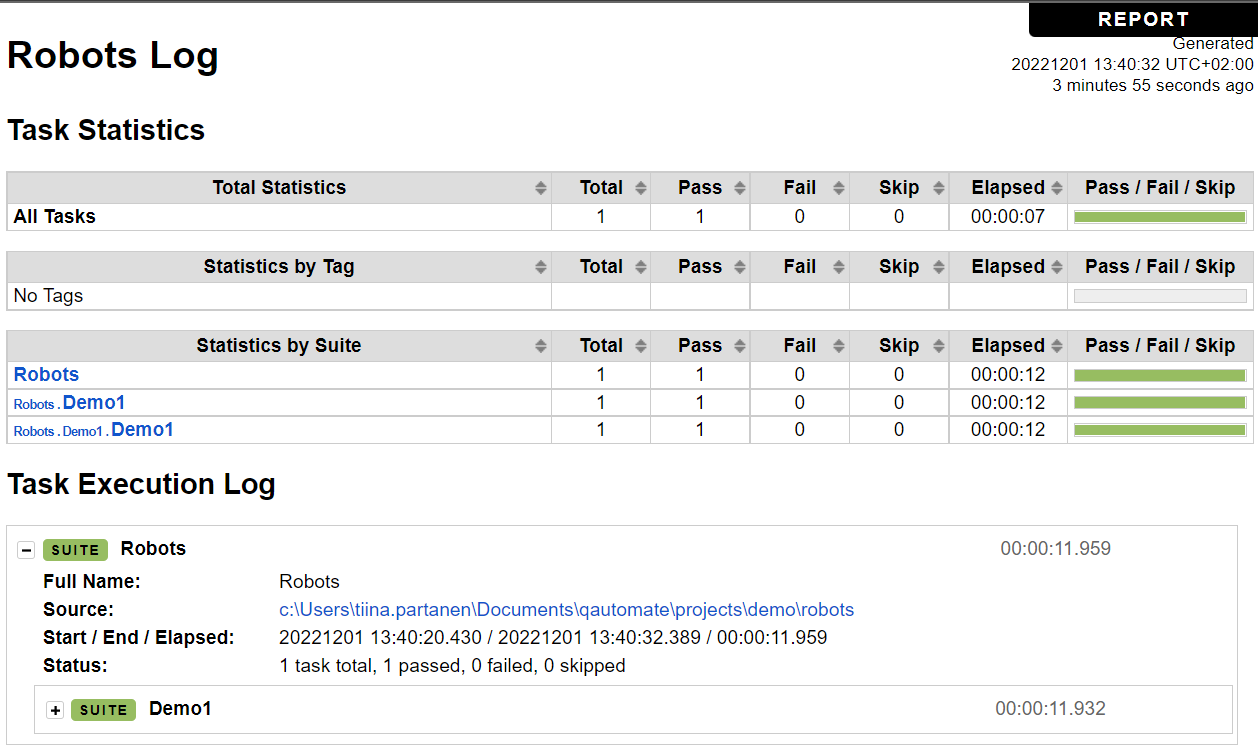 REPORT
Robots Log
Generated
20221201 13:40:32 UTC+02:00
3 minutes 55 seconds ago
Task Statistics
Total Statistics Total Pass Fail Skip Elapsed Pass / Fail / Skip
All Tasks 1 1 0 0 00:00:07
Statistics by Tag Total Pass Fail Skip Elapsed Pass / Fail / Skip
No Tags
Statistics by Suite Total Pass Fail Skip Elapsed Pass / Fail / Skip
Robots 1 1 0 0 00:00:12
Robots . Demo1 1 1 0 0 00:00:12
Robots . Demo1 . Demo1 1 1 0 0 00:00:12
Task Execution Log
SUITE Robots 00:00:11.959
Full Name: Robots
Source: c:\Users\tiina.partanen\Documents\qautomate\projects\demo\robots
Start / End / Elapsed: 20221201 13:40:20.430 / 20221201 13:40:32.389 / 00:00:11.959
Status: 1 task total, 1 passed, 0 failed, 0 skipped
SUITE Demo1 00:00:11.932